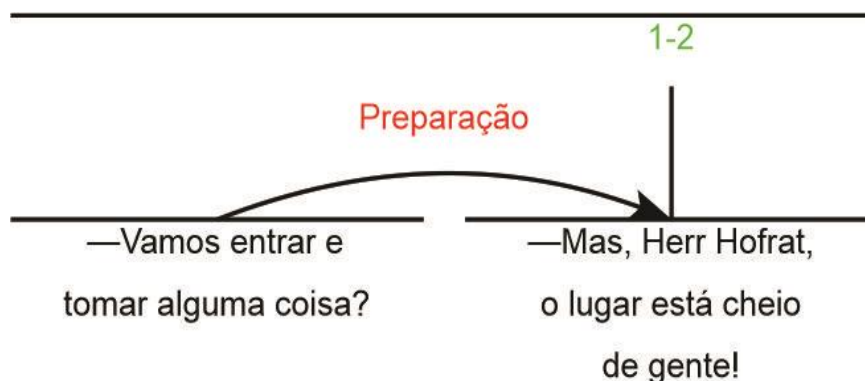 1-2
Preparação
—Vamos entrar e
tomar alguma coisa?
—Mas, Herr Hofrat,
o lugar está cheio
de gente!